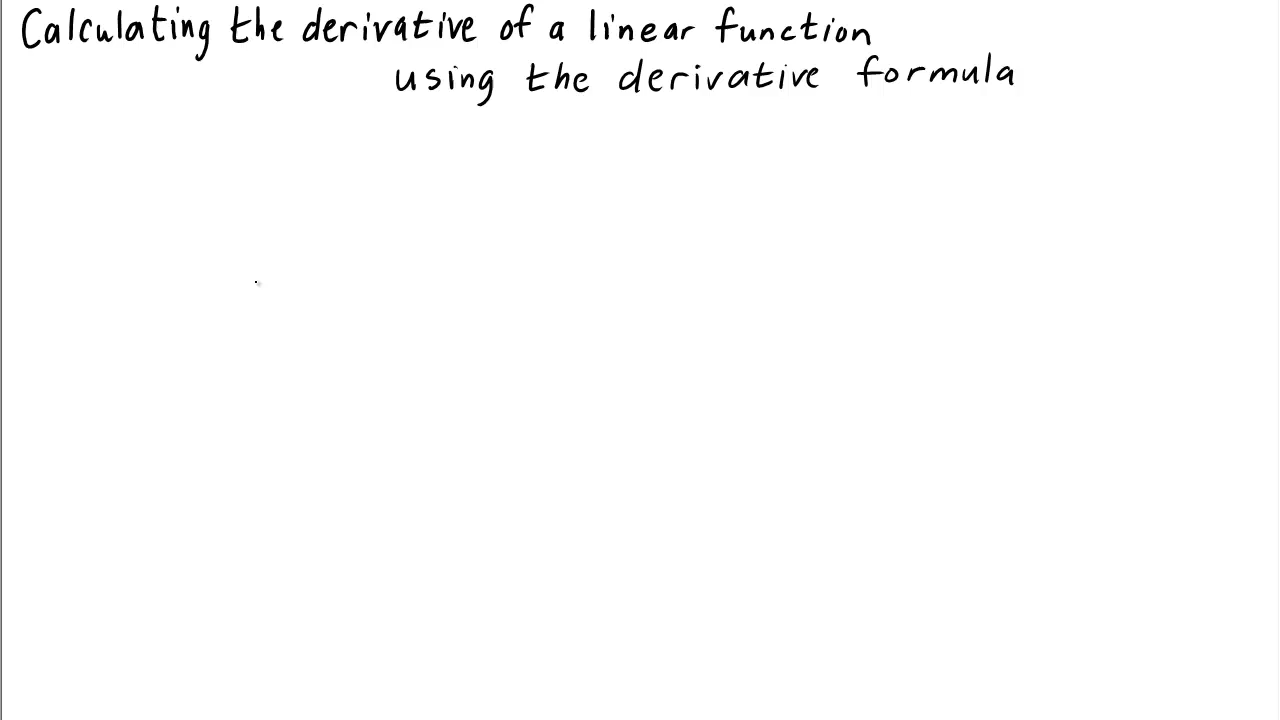 Calculating the derivative of a linear function
using the derivative formula